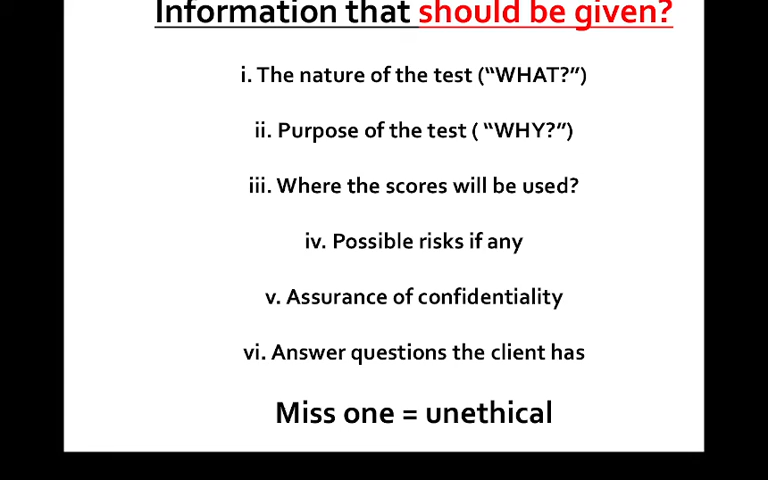 Information that should be given?
i. The nature of the test (“WHAT?”)
ii. Purpose of the test ( “WHY?”)
iii. Where the scores will be used?
iv. Possible risks if any
v. Assurance of confidentiality
vi. Answer questions the client has
Miss one = unethical